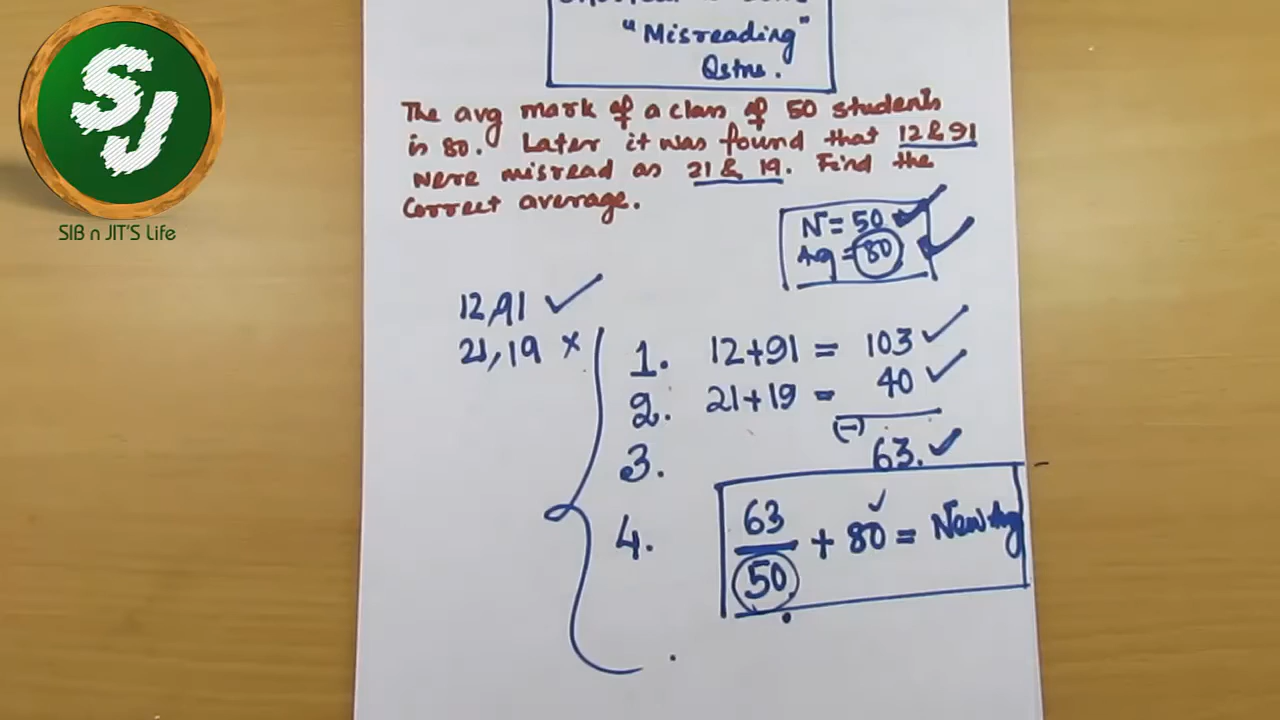 SJ
SIB n JIT'S Life
"Misreading"
Qstns.
The avg mark of a class of 50 students
is 80. Later it was found that 12 & 91
were misread as 21 & 19. Find the
correct average.
N = 50
Avg = 80
12,91 ✓
21,19 ×
1. 12+91 = 103
2. 21+19 = 40
(-)
3. 63.
4. 63/50 + 80 = New Avg